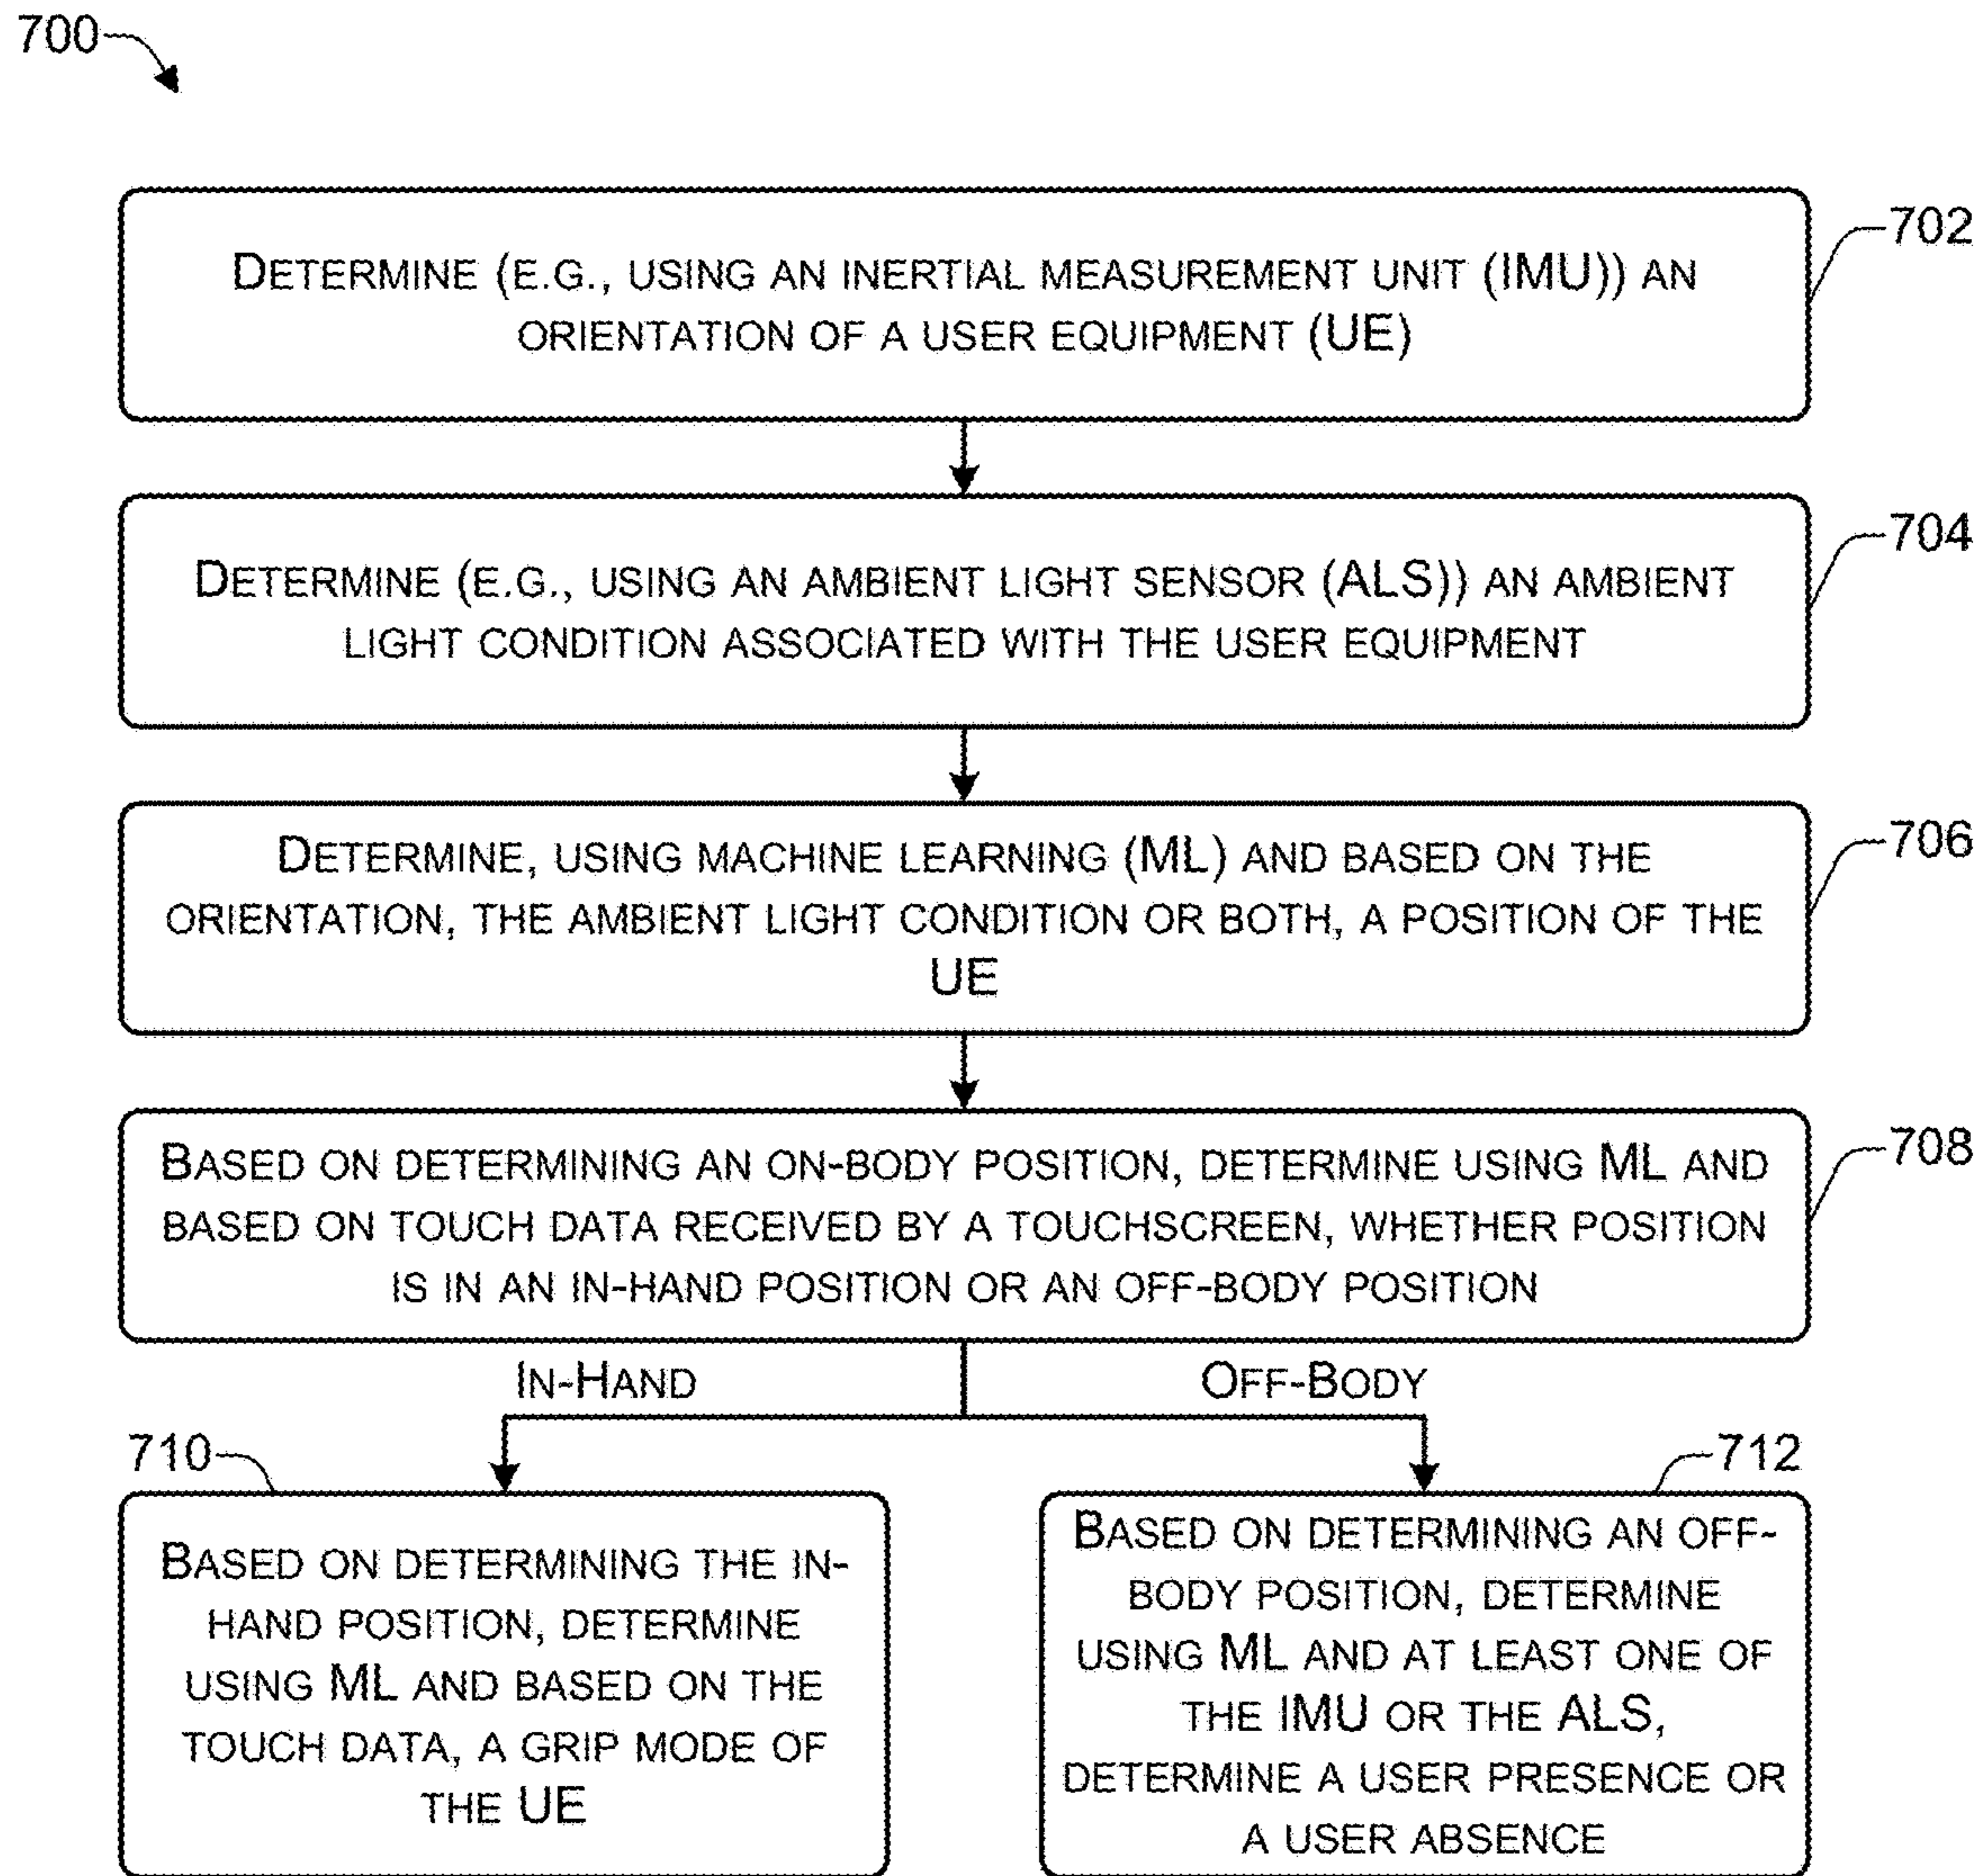 700
DETERMINE (E.G., USING AN INERTIAL MEASUREMENT UNIT (IMU)) AN
ORIENTATION OF A USER EQUIPMENT (UE)
702
DETERMINE (E.G., USING AN AMBIENT LIGHT SENSOR (ALS)) AN AMBIENT
LIGHT CONDITION ASSOCIATED WITH THE USER EQUIPMENT
704
DETERMINE, USING MACHINE LEARNING (ML) AND BASED ON THE
ORIENTATION, THE AMBIENT LIGHT CONDITION OR BOTH, A POSITION OF THE
UE
706
BASED ON DETERMINING AN ON-BODY POSITION, DETERMINE USING ML AND
BASED ON TOUCH DATA RECEIVED BY A TOUCHSCREEN, WHETHER POSITION
IS IN AN IN-HAND POSITION OR AN OFF-BODY POSITION
708
IN-HAND
OFF-BODY
710
BASED ON DETERMINING THE IN-
HAND POSITION, DETERMINE
USING ML AND BASED ON THE
TOUCH DATA, A GRIP MODE OF
THE UE
712
BASED ON DETERMINING AN OFF-
BODY POSITION, DETERMINE
USING ML AND AT LEAST ONE OF
THE IMU OR THE ALS,
DETERMINE A USER PRESENCE OR
A USER ABSENCE